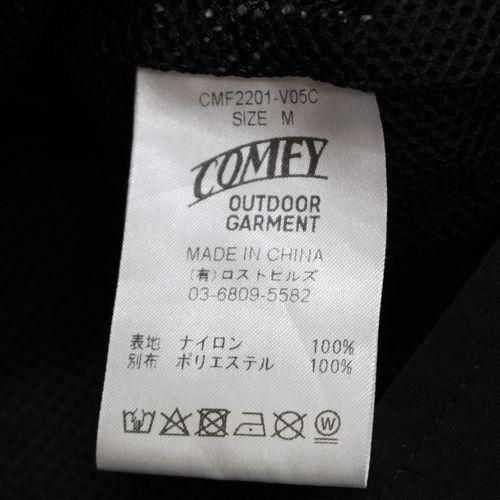 CMF2201-V05C
SIZE M
COMFY
OUTDOOR
GARMENT
MADE IN CHINA
(有)ロストヒルズ
03-6809-5582
表地 ナイロン 100%
別布 ポリエステル 100%
W